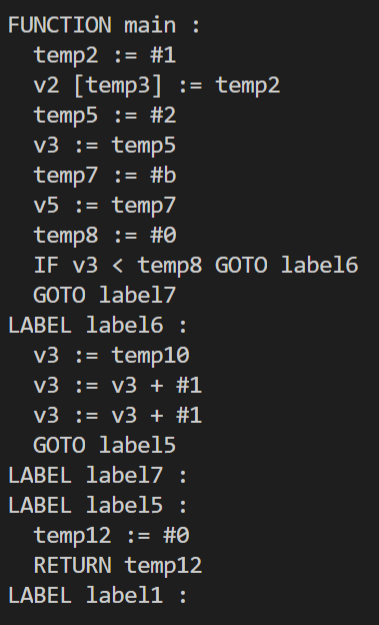 FUNCTION main :
temp2 := #1
v2 [temp3] := temp2
temp5 := #2
v3 := temp5
temp7 := #b
v5 := temp7
temp8 := #0
IF v3 < temp8 GOTO label6
GOTO label7
LABEL label6 :
v3 := temp10
v3 := v3 + #1
v3 := v3 + #1
GOTO label5
LABEL label7 :
LABEL label5 :
temp12 := #0
RETURN temp12
LABEL label1 :